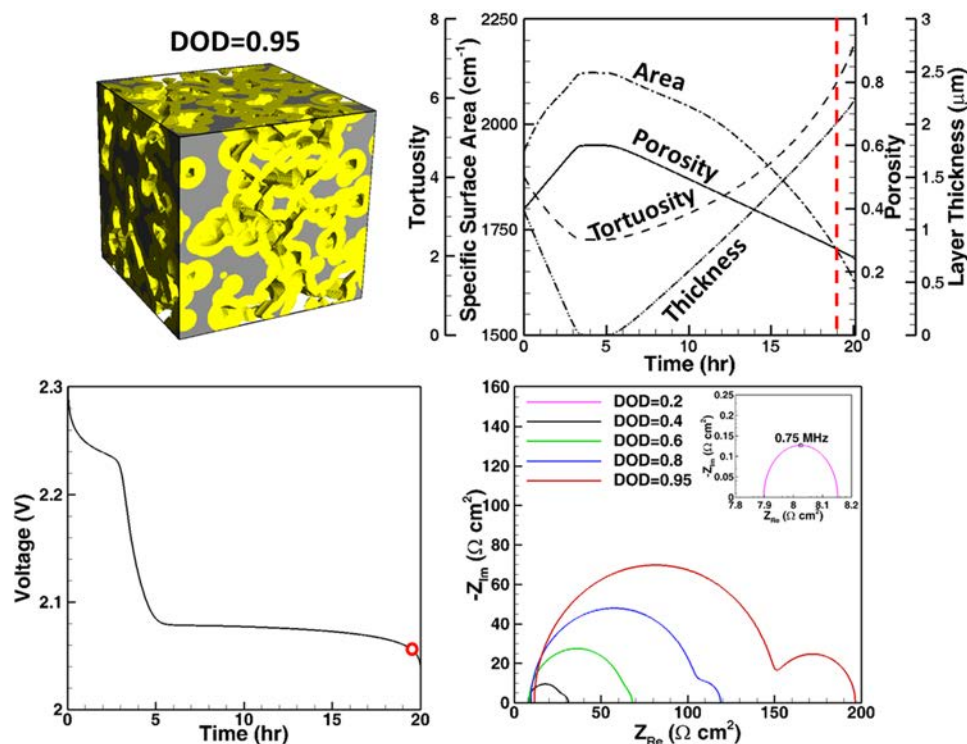 DOD=0.95
8
6
4
2
0
Tortuosity
2250
2000
1750
1500
Specific Surface Area (cm⁻¹)
Area
Porosity
Tortuosity
Thickness
0
5
10
15
20
Time (hr)
1
0.8
0.6
0.4
0.2
0
Porosity
3
2.5
2
1.5
1
0.5
0
Layer Thickness (μm)
2.3
2.2
2.1
2
Voltage (V)
0
5
10
15
20
Time (hr)
160
140
120
100
80
60
40
20
0
-Z_Im (Ω cm²)
DOD=0.2
DOD=0.4
DOD=0.6
DOD=0.8
DOD=0.95
0.25
0.2
0.15
0.1
0.05
0
-Z_Im (Ω cm²)
0.75 MHz
7.8
7.9
8
8.1
8.2
Z_Re (Ω cm²)
0
50
100
150
200
Z_Re (Ω cm²)